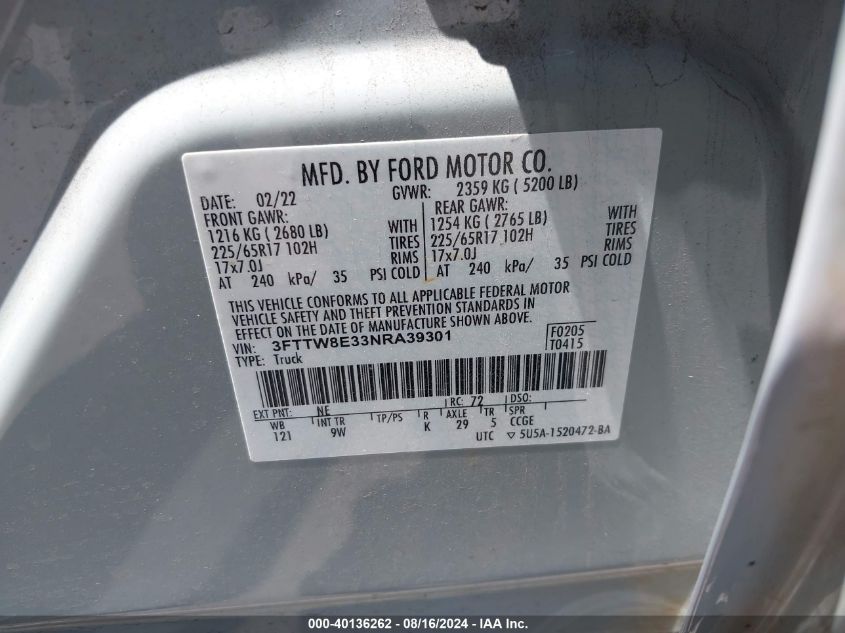 MFD. BY FORD MOTOR CO.
DATE: 02/22 GVWR: 2359 KG ( 5200 LB)
FRONT GAWR: REAR GAWR:
1216 KG ( 2680 LB) WITH 1254 KG ( 2765 LB) WITH
225/65R17 102H TIRES 225/65R17 102H TIRES
17x7.0J RIMS 17x7.0J RIMS
AT 240 kPa/ 35 PSI COLD AT 240 kPa/ 35 PSI COLD
THIS VEHICLE CONFORMS TO ALL APPLICABLE FEDERAL MOTOR
VEHICLE SAFETY AND THEFT PREVENTION STANDARDS IN
EFFECT ON THE DATE OF MANUFACTURE SHOWN ABOVE.
VIN: 3FTTW8E33NRA39301 F0205
TYPE: Truck T0415
EXT PNT: NE RC: 72 DSO:
WB INT TR TP/PS R AXLE TR SPR
121 9W K 29 5 CCGE
UTC ▽ 5U5A-1520472-BA
000-40136262 - 08/16/2024 - IAA Inc.